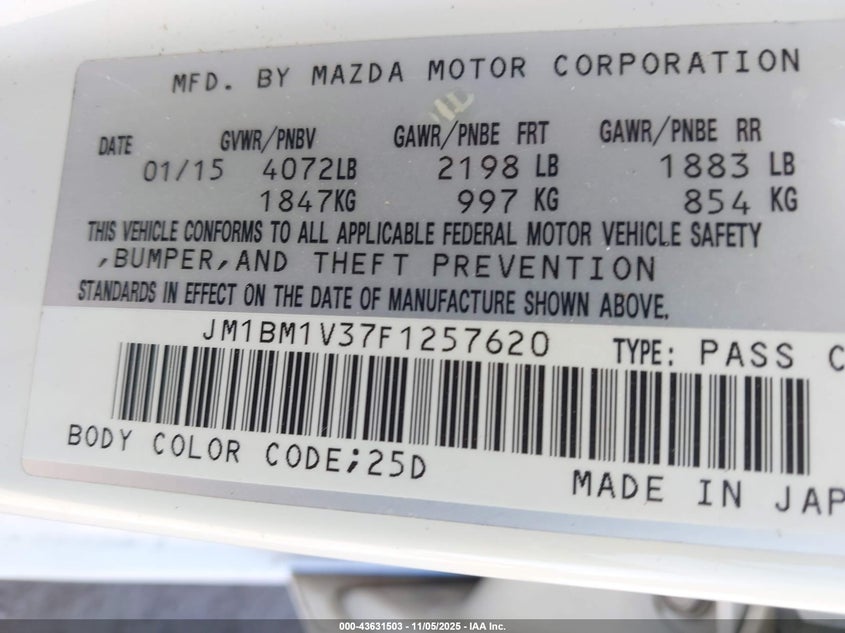 MFD. BY MAZDA MOTOR CORPORATION
DATE GVWR/PNBV GAWR/PNBE FRT GAWR/PNBE RR
01/15 4072LB 2198 LB 1883 LB
1847KG 997 KG 854 KG
THIS VEHICLE CONFORMS TO ALL APPLICABLE FEDERAL MOTOR VEHICLE SAFETY
,BUMPER,AND THEFT PREVENTION
STANDARDS IN EFFECT ON THE DATE OF MANUFACTURE SHOWN ABOVE.
JM1BM1V37F1257620 TYPE: PASS C
BODY COLOR CODE;25D
MADE IN JAP
000-43631503 — 11/05/2025 — IAA Inc.